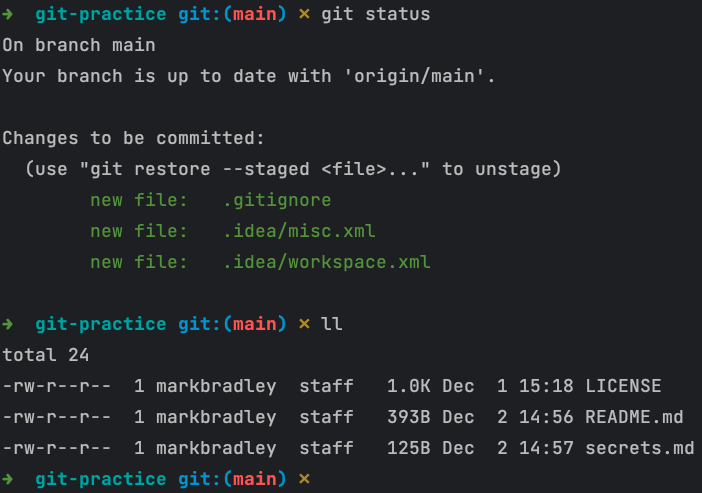 ➜  git-practice git:(main) ✗ git status
On branch main
Your branch is up to date with 'origin/main'.
Changes to be committed:
  (use "git restore --staged <file>..." to unstage)
        new file:   .gitignore
        new file:   .idea/misc.xml
        new file:   .idea/workspace.xml
➜  git-practice git:(main) ✗ ll
total 24
-rw-r--r--  1 markbradley  staff   1.0K Dec  1 15:18 LICENSE
-rw-r--r--  1 markbradley  staff   393B Dec  2 14:56 README.md
-rw-r--r--  1 markbradley  staff   125B Dec  2 14:57 secrets.md
➜  git-practice git:(main) ✗